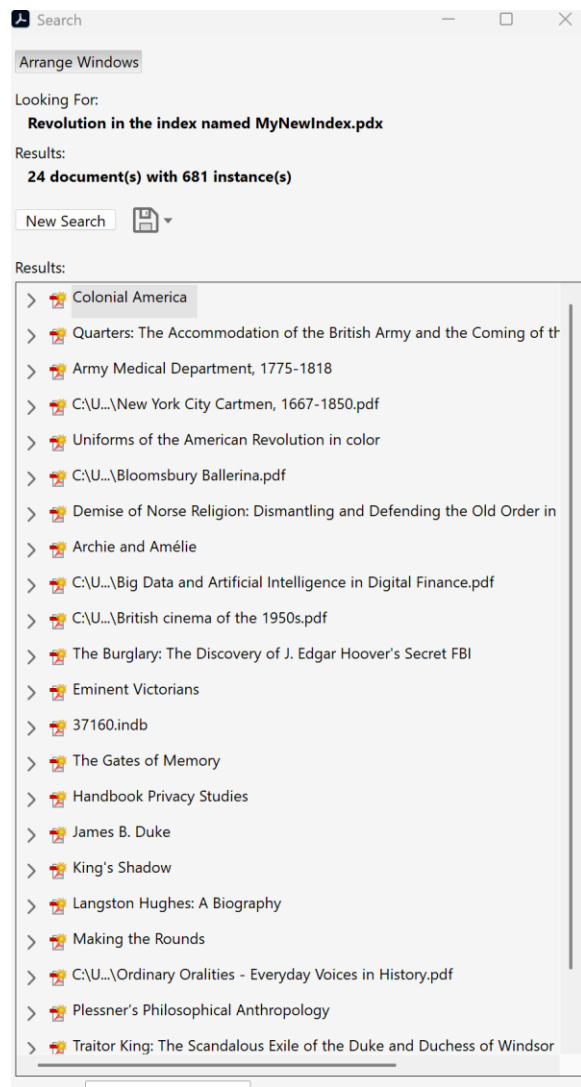 Search
Arrange Windows
Looking For:
Revolution in the index named MyNewIndex.pdx
Results:
24 document(s) with 681 instance(s)
New Search
Results:
Colonial America
Quarters: The Accommodation of the British Army and the Coming of th
Army Medical Department, 1775-1818
C:\U...\New York City Cartmen, 1667-1850.pdf
Uniforms of the American Revolution in color
C:\U...\Bloomsbury Ballerina.pdf
Demise of Norse Religion: Dismantling and Defending the Old Order in
Archie and Amélie
C:\U...\Big Data and Artificial Intelligence in Digital Finance.pdf
C:\U...\British cinema of the 1950s.pdf
The Burglary: The Discovery of J. Edgar Hoover's Secret FBI
Eminent Victorians
37160.indb
The Gates of Memory
Handbook Privacy Studies
James B. Duke
King's Shadow
Langston Hughes: A Biography
Making the Rounds
C:\U...\Ordinary Oralities - Everyday Voices in History.pdf
Plessner's Philosophical Anthropology
Traitor King: The Scandalous Exile of the Duke and Duchess of Windsor